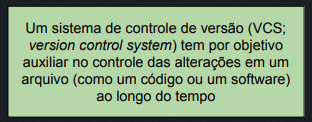 Um sistema de controle de versão (VCS;
version control system) tem por objetivo
auxiliar no controle das alterações em um
arquivo (como um código ou um software)
ao longo do tempo